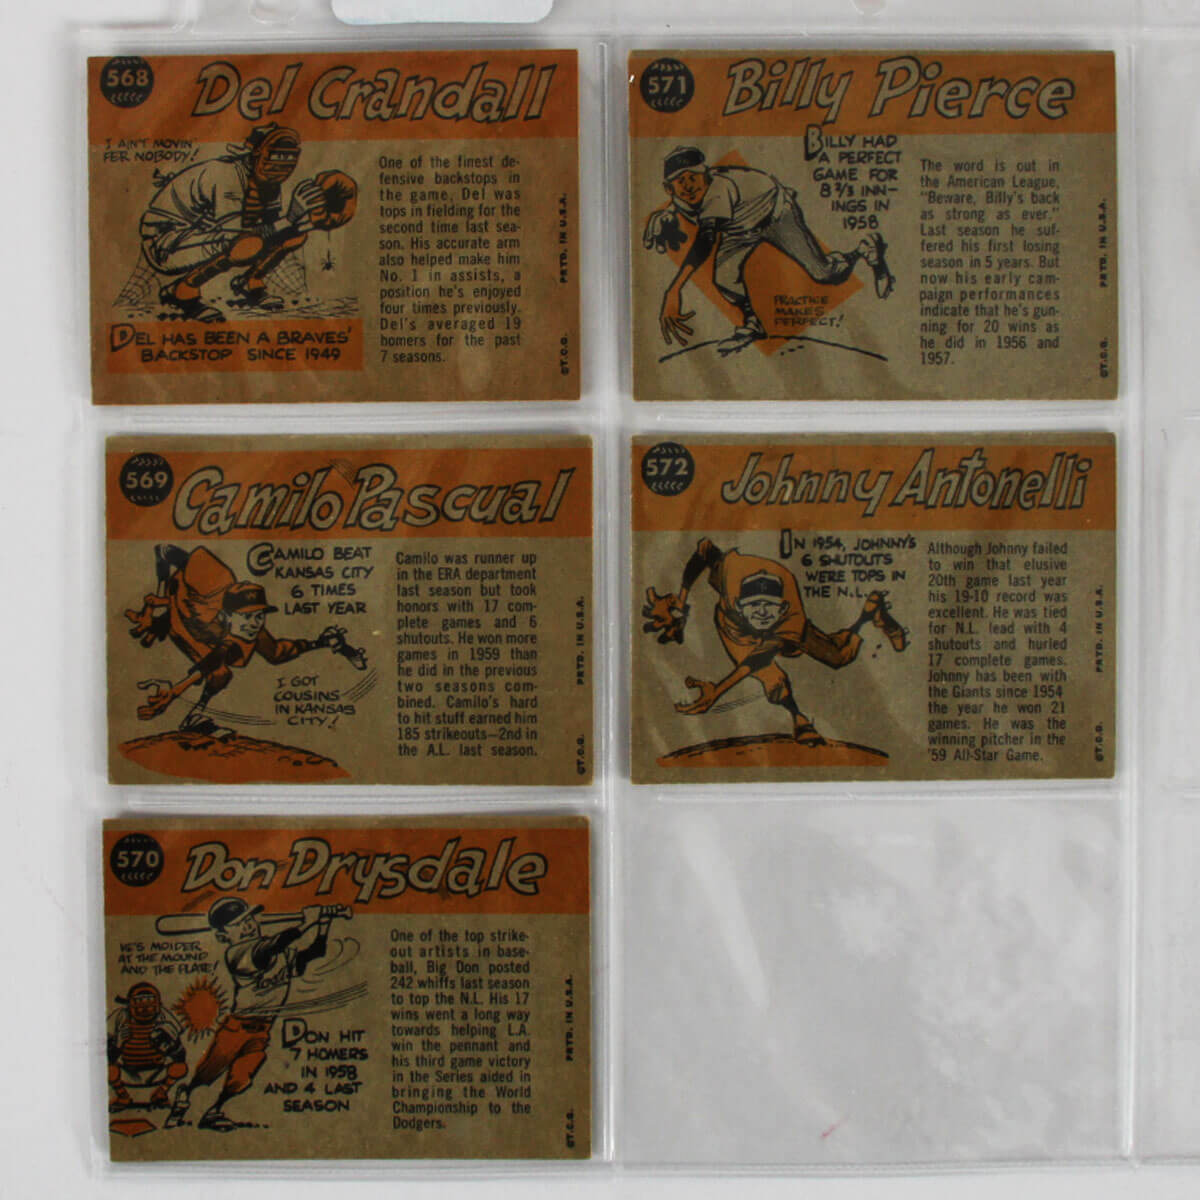 568
Del Crandall
I AIN'T MOVIN'
FER NOBODY!
One of the finest de-
fensive backstops in
the game, Del was
tops in fielding for the
second time last sea-
son. His accurate arm
also helped make him
No. 1 in assists, a
position he's enjoyed
four times previously.
Del's averaged 19
homers for the past
7 seasons.
DEL HAS BEEN A BRAVES'
BACKSTOP SINCE 1949
©T.C.G. PRTD. IN U.S.A.
571
Billy Pierce
BILLY HAD
A PERFECT
GAME FOR
8 2/3 INN-
INGS IN
1958
PRACTICE
MAKES
PERFECT!
The word is out in
the American League,
"Beware, Billy's back
as strong as ever."
Last season he suf-
fered his first losing
season in 5 years. But
now his early cam-
paign performances
indicate that he's gun-
ning for 20 wins as
he did in 1956 and
1957.
©T.C.G. PRTD. IN U.S.A.
569
Camilo Pascual
CAMILO BEAT
KANSAS CITY
6 TIMES
LAST YEAR
I GOT
COUSINS
IN KANSAS
CITY!
Camilo was runner up
in the ERA department
last season but took
honors with 17 com-
plete games and 6
shutouts. He won more
games in 1959 than
he did in the previous
two seasons com-
bined. Camilo's hard
to hit stuff earned him
185 strikeouts—2nd in
the A.L. last season.
©T.C.G. PRTD. IN U.S.A.
572
Johnny Antonelli
IN 1954, JOHNNY'S
6 SHUTOUTS
WERE TOPS IN
THE N.L.
Although Johnny failed
to win that elusive
20th game last year
his 19-10 record was
excellent. He was tied
for N.L. lead with 4
shutouts and hurled
17 complete games.
Johnny has been with
the Giants since 1954
the year he won 21
games. He was the
winning pitcher in the
'59 All-Star Game.
©T.C.G. PRTD. IN U.S.A.
570
Don Drysdale
HE'S MOIDER
AT THE MOUND
AND THE PLATE!
DON HIT
7 HOMERS
IN 1958
AND 4 LAST
SEASON
One of the top strike-
out artists in base-
ball, Big Don posted
242 whiffs last season
to top the N.L. His 17
wins went a long way
towards helping L.A.
win the pennant and
his third game victory
in the Series aided in
bringing the World
Championship to the
Dodgers.
©T.C.G. PRTD. IN U.S.A.